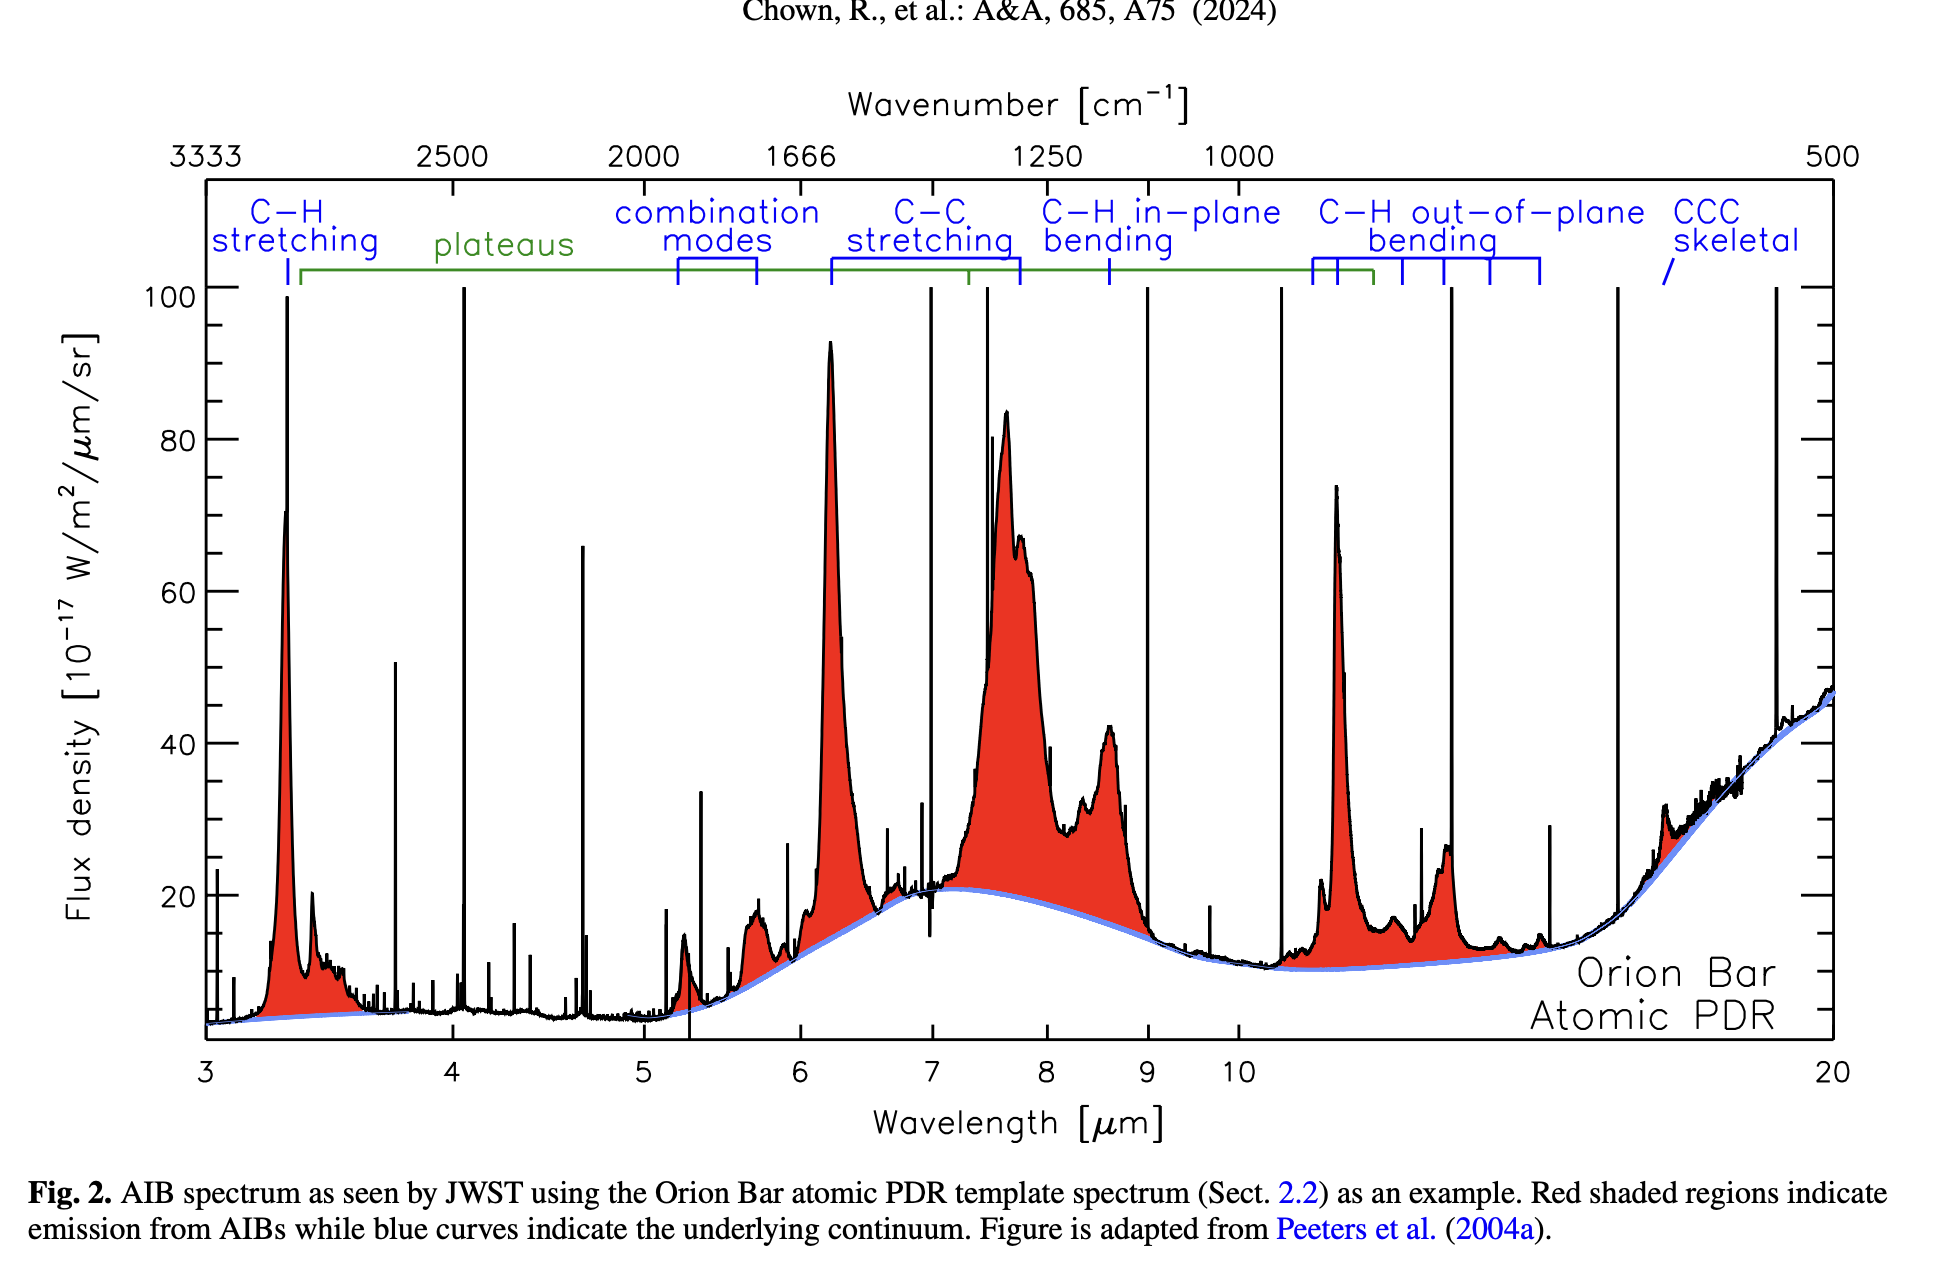 Chown, R., et al.: A&A, 685, A75 (2024)
Wavenumber [cm⁻¹]
3333 2500 2000 1666 1250 1000 500
C–H stretching
plateaus
combination modes
C–C stretching
C–H in–plane bending
C–H out–of–plane bending
CCC skeletal
Flux density [10⁻¹⁷ W/m²/μm/sr]
100
80
60
40
20
Orion Bar
Atomic PDR
3 4 5 6 7 8 9 10 20
Wavelength [μm]
Fig. 2. AIB spectrum as seen by JWST using the Orion Bar atomic PDR template spectrum (Sect. 2.2) as an example. Red shaded regions indicate
emission from AIBs while blue curves indicate the underlying continuum. Figure is adapted from Peeters et al. (2004a).